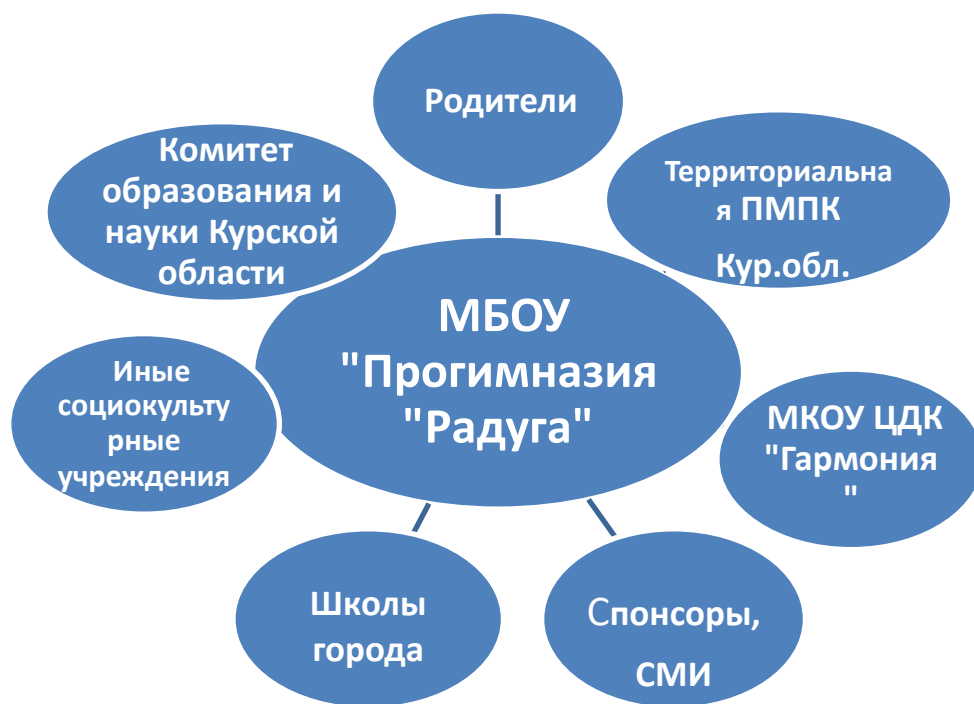 Родители
Комитет
образования и
науки Курской
области
Территориальна
я ПМПК
Кур.обл.
МБОУ
"Прогимназия
"Радуга"
Иные
социокульту
рные
учреждения
МКОУ ЦДК
"Гармония
"
Школы
города
Спонсоры,
СМИ